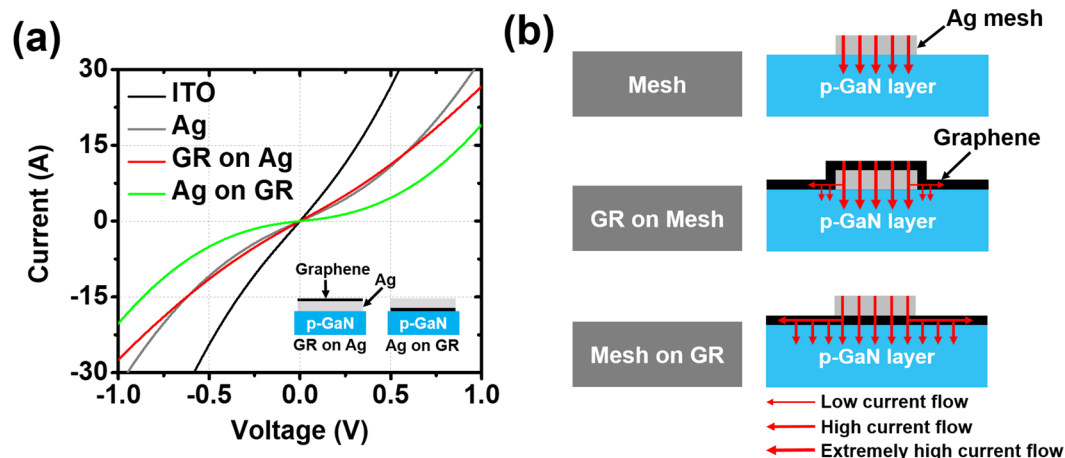 (a)
30
15
0
-15
-30
Current (A)
ITO
Ag
GR on Ag
Ag on GR
Graphene
Ag
p-GaN
p-GaN
GR on Ag
Ag on GR
-1.0
-0.5
0.0
0.5
1.0
Voltage (V)
(b)
Ag mesh
Mesh
p-GaN layer
Graphene
GR on Mesh
p-GaN layer
Mesh on GR
p-GaN layer
Low current flow
High current flow
Extremely high current flow